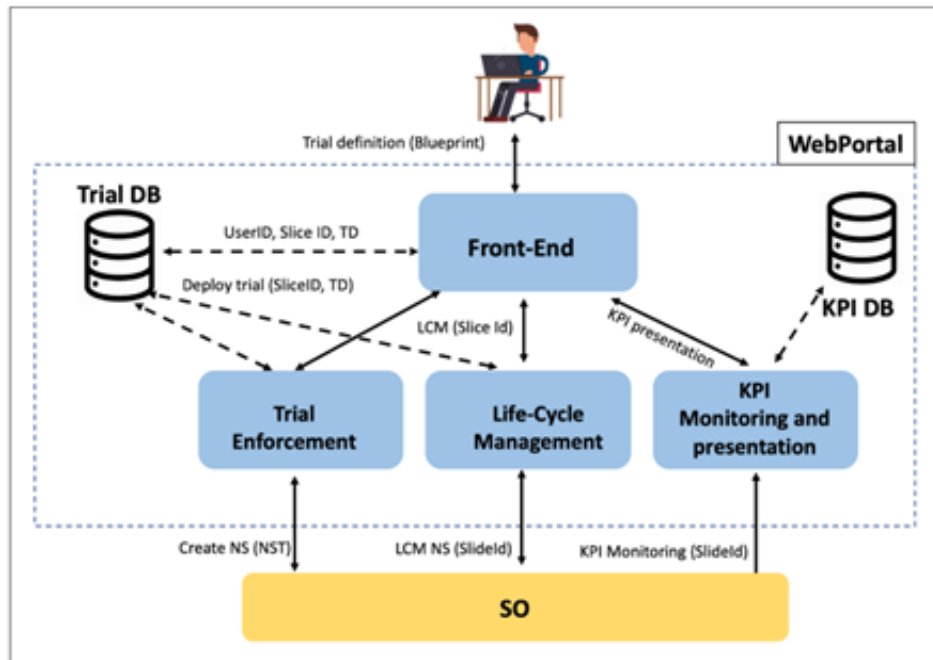 Trial definition (Blueprint)
WebPortal
Trial DB
UserID, Slice ID, TD
Front-End
Deploy trial (SliceID, TD)
KPI DB
LCM (Slice Id)
KPI presentation
Trial
Enforcement
Life-Cycle
Management
KPI
Monitoring and
presentation
Create NS (NST)
LCM NS (SlideId)
KPI Monitoring (SlideId)
SO